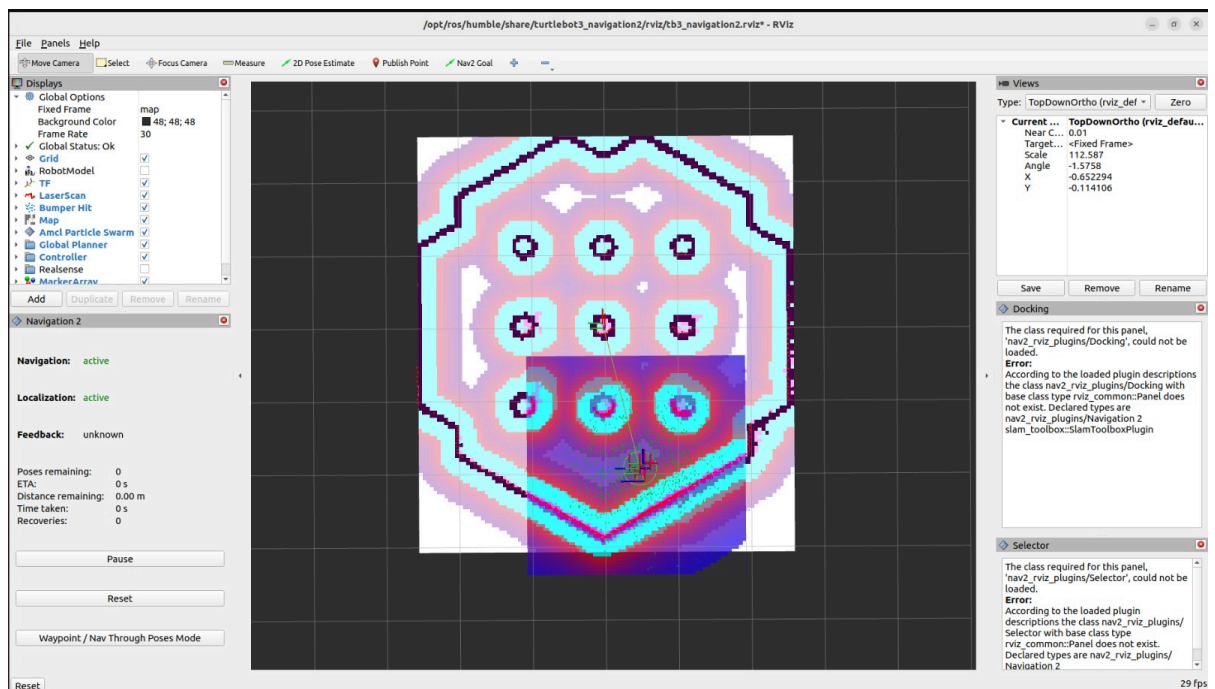 /opt/ros/humble/share/turtlebot3_navigation2/rviz/tb3_navigation2.rviz* - RViz
File Panels Help
Move Camera Select Focus Camera Measure 2D Pose Estimate Publish Point Nav2 Goal
Displays
Global Options
Fixed Frame map
Background Color 48; 48; 48
Frame Rate 30
Global Status: Ok
Grid
RobotModel
TF
LaserScan
Bumper Hit
Map
Amcl Particle Swarm
Global Planner
Controller
Realsense
MarkerArray
Add Duplicate Remove Rename
Navigation 2
Navigation: active
Localization: active
Feedback: unknown
Poses remaining: 0
ETA: 0 s
Distance remaining: 0.00 m
Time taken: 0 s
Recoveries: 0
Pause
Reset
Waypoint / Nav Through Poses Mode
Reset
Views
Type: TopDownOrtho (rviz_def Zero
Current ... TopDownOrtho (rviz_defau...
Near C... 0.01
Target... <Fixed Frame>
Scale 112.587
Angle -1.5758
X -0.652294
Y -0.114106
Save Remove Rename
Docking
The class required for this panel,
'nav2_rviz_plugins/Docking', could not be
loaded.
Error:
According to the loaded plugin descriptions
the class nav2_rviz_plugins/Docking with
base class type rviz_common::Panel does
not exist. Declared types are
nav2_rviz_plugins/Navigation 2
slam_toolbox::SlamToolboxPlugin
Selector
The class required for this panel,
'nav2_rviz_plugins/Selector', could not be
loaded.
Error:
According to the loaded plugin
descriptions the class nav2_rviz_plugins/
Selector with base class type
rviz_common::Panel does not exist.
Declared types are nav2_rviz_plugins/
Navigation 2
29 fps